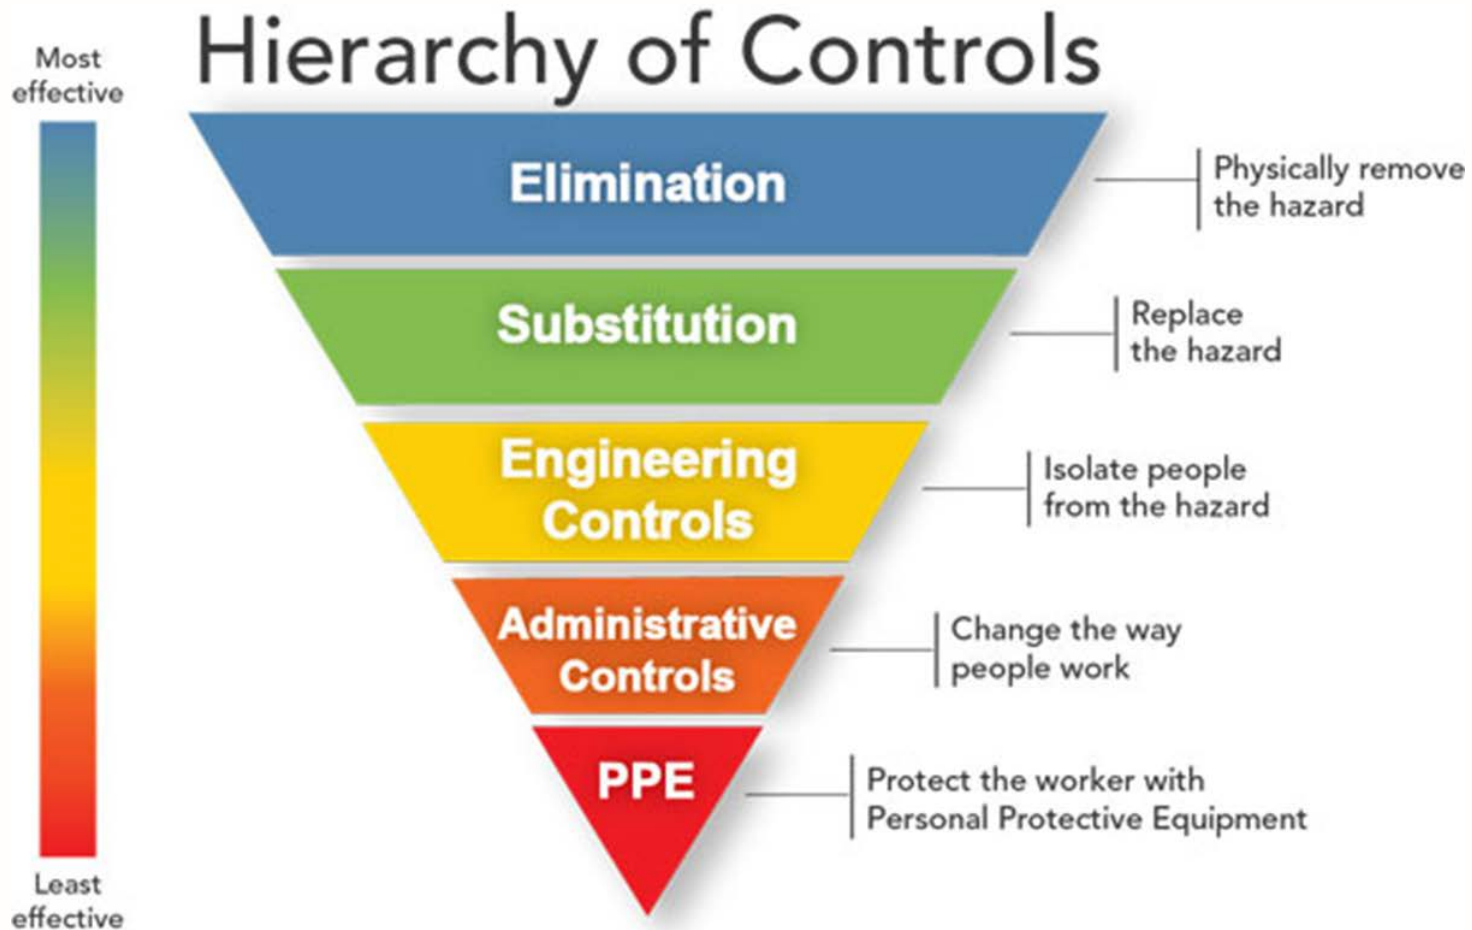 Hierarchy of Controls
Most
effective
Elimination
Physically remove
the hazard
Substitution
Replace
the hazard
Engineering
Controls
Isolate people
from the hazard
Administrative
Controls
Change the way
people work
PPE
Protect the worker with
Personal Protective Equipment
Least
effective